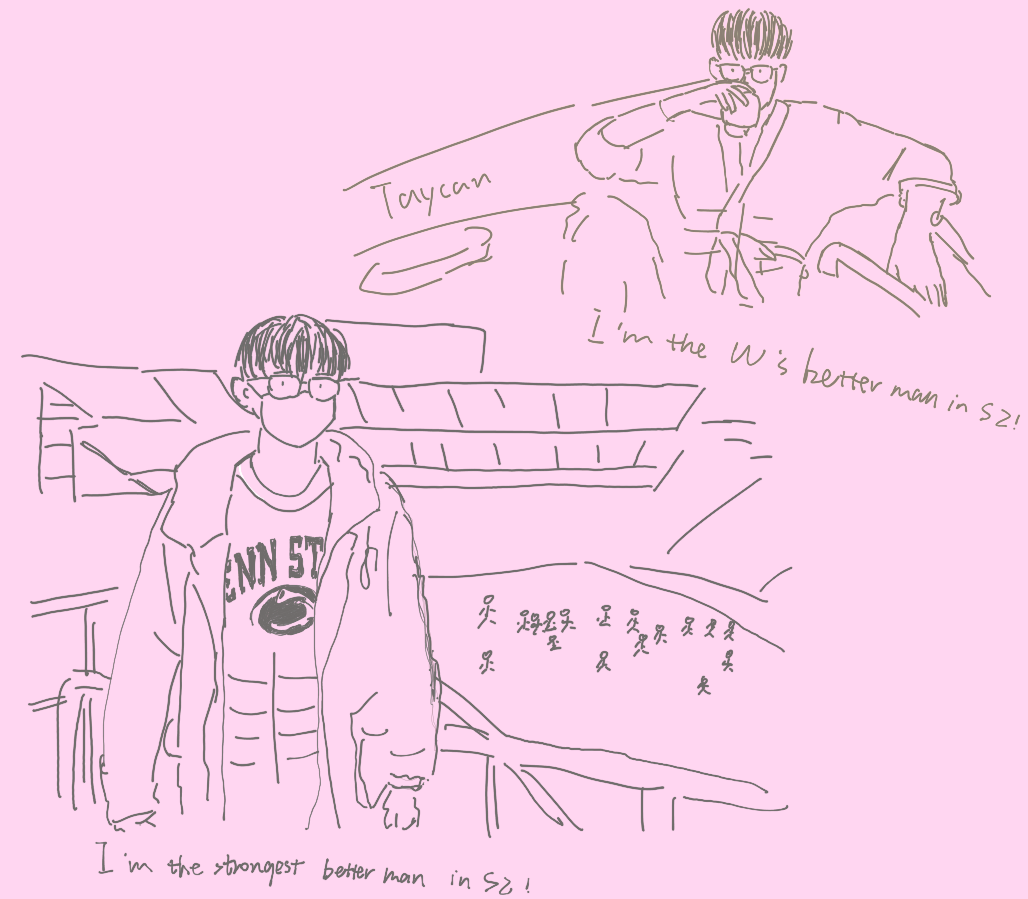 Taycan
I'm the W's better man in SZ!
ENN ST
I'm the strongest better man in SZ!